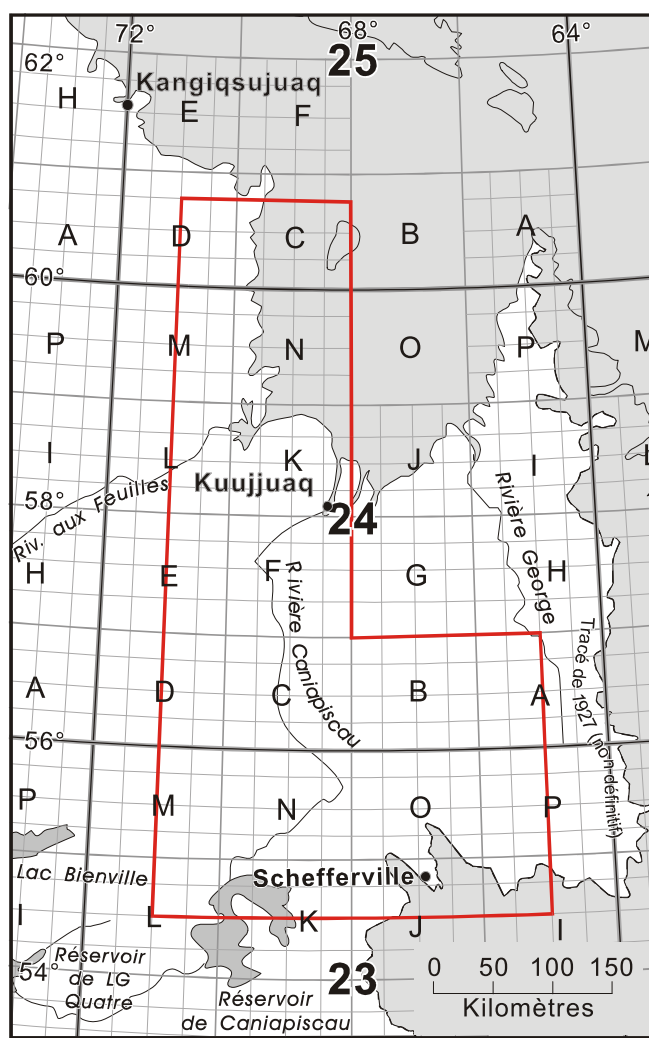 72° 68° 64°
62° 25
Kangiqsujuaq
H E F
A D C B A
60°
P M N O P M
I L K J I
Kuujjuaq
58°
Riv. aux Feuilles
24
Rivière George
H E F G H
Rivière Caniapiscau
Tracé de 1927 (non définitif)
A D C B A
56°
P M N O P
Lac Bienville
Schefferville
I L K J I
54°
Réservoir
de LG
Quatre
23
Réservoir
de Caniapiscau
0 50 100 150
Kilomètres